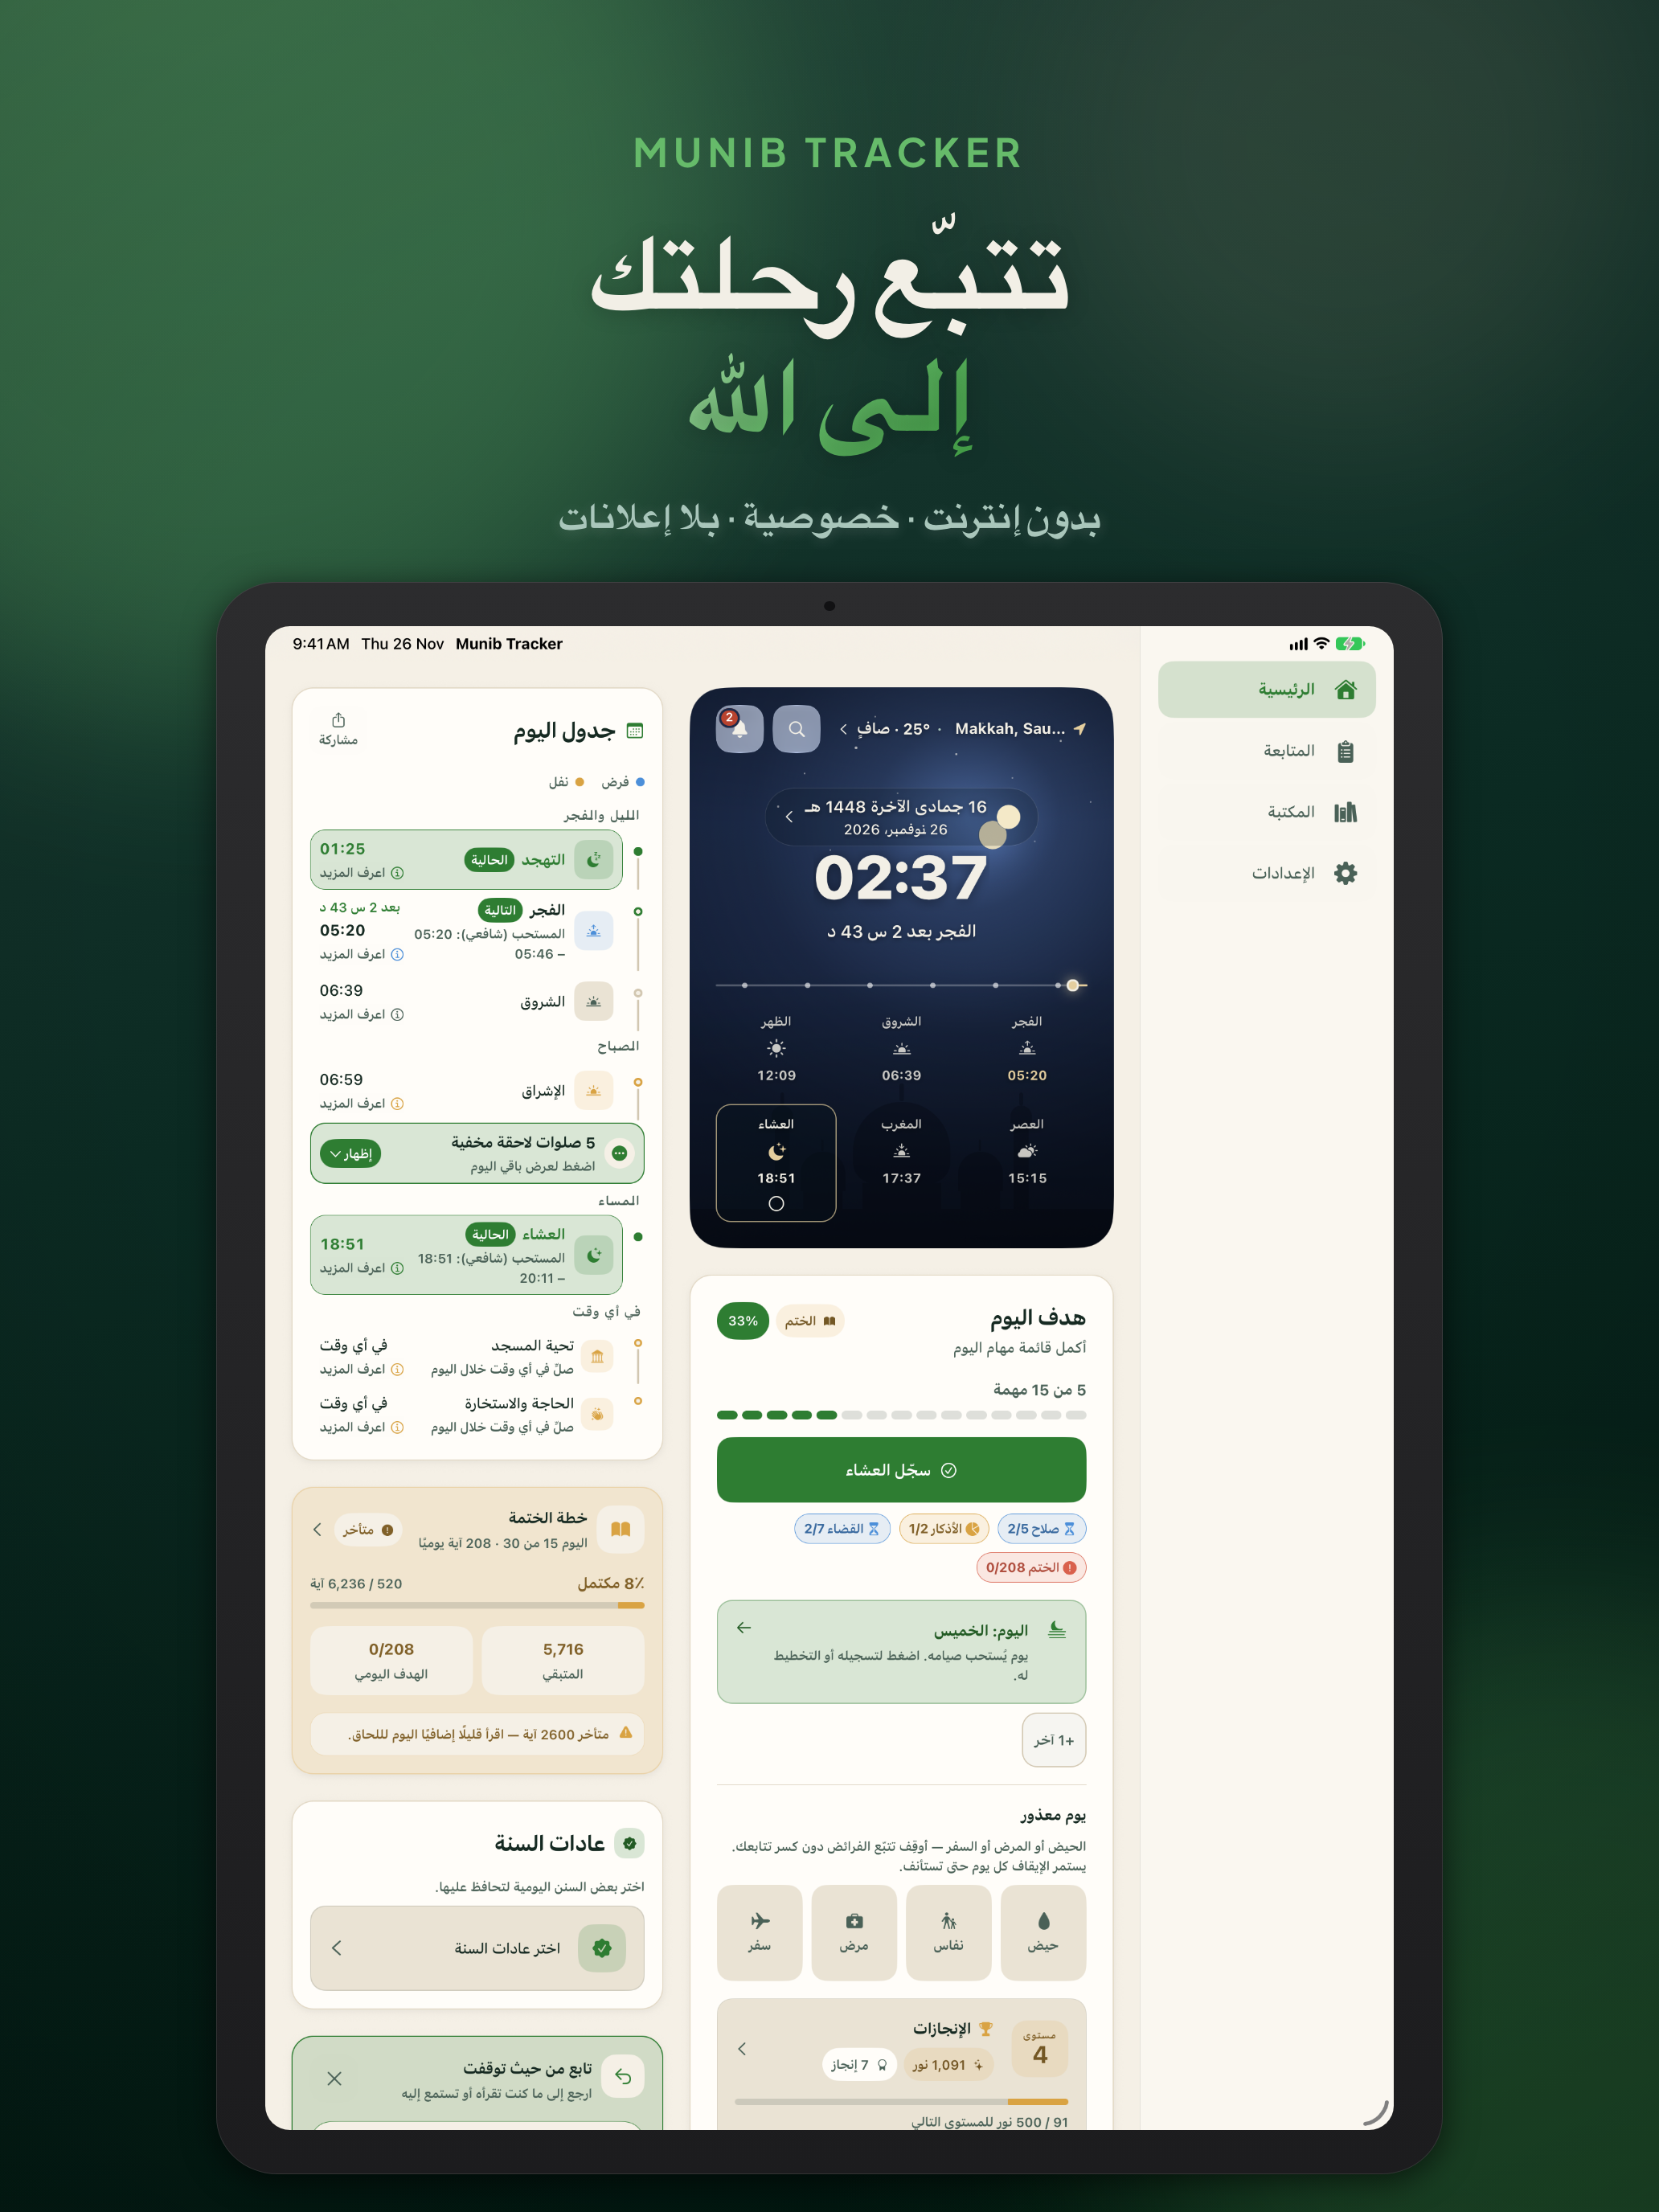 MUNIB TRACKER
تتبّع رحلتك
إلى الله
بدون إنترنت · خصوصية · بلا إعلانات
9:41 AM Thu 26 Nov Munib Tracker
الرئيسية
المتابعة
المكتبة
الإعدادات
Makkah, Sau... · 25° · صافٍ
2
16 جمادى الآخرة 1448 هـ
26 نوفمبر، 2026
02:37
الفجر بعد 2 س 43 د
الفجر الشروق الظهر
05:20 06:39 12:09
العصر المغرب العشاء
15:15 17:37 18:51
هدف اليوم
الختم 33%
أكمل قائمة مهام اليوم
5 من 15 مهمة
سجّل العشاء
صلاح 2/5 الأذكار 1/2 القضاء 2/7
الختم 0/208
اليوم: الخميس
يوم يُستحب صيامه. اضغط لتسجيله أو التخطيط
له.
+1 آخر
يوم معذور
الحيض أو المرض أو السفر — أوقِف تتبّع الفرائض دون كسر تتابعك.
يستمر الإيقاف كل يوم حتى تستأنف.
حيض نفاس مرض سفر
مستوى
4
الإنجازات
1,091 نور 7 إنجاز
91 / 500 نور للمستوى التالي
جدول اليوم
مشاركة
فرض نفل
الليل والفجر
التهجد الحالية
01:25
اعرف المزيد
الفجر التالية
بعد 2 س 43 د
المستحب (شافعي): 05:20
– 05:46
05:20
اعرف المزيد
الشروق
06:39
اعرف المزيد
الصباح
الإشراق
06:59
اعرف المزيد
5 صلوات لاحقة مخفية
اضغط لعرض باقي اليوم
إظهار
المساء
العشاء الحالية
المستحب (شافعي): 18:51
– 20:11
18:51
اعرف المزيد
في أي وقت
تحية المسجد
صلِّ في أي وقت خلال اليوم
في أي وقت
اعرف المزيد
الحاجة والاستخارة
صلِّ في أي وقت خلال اليوم
في أي وقت
اعرف المزيد
خطة الختمة
اليوم 15 من 30 · 208 آية يوميًا
متأخر
8٪ مكتمل
520 / 6,236 آية
5,716
المتبقي
0/208
الهدف اليومي
متأخر 2600 آية — اقرأ قليلًا إضافيًا اليوم لللحاق.
عادات السنة
اختر بعض السنن اليومية لتحافظ عليها.
اختر عادات السنة
تابع من حيث توقفت
ارجع إلى ما كنت تقرأه أو تستمع إليه